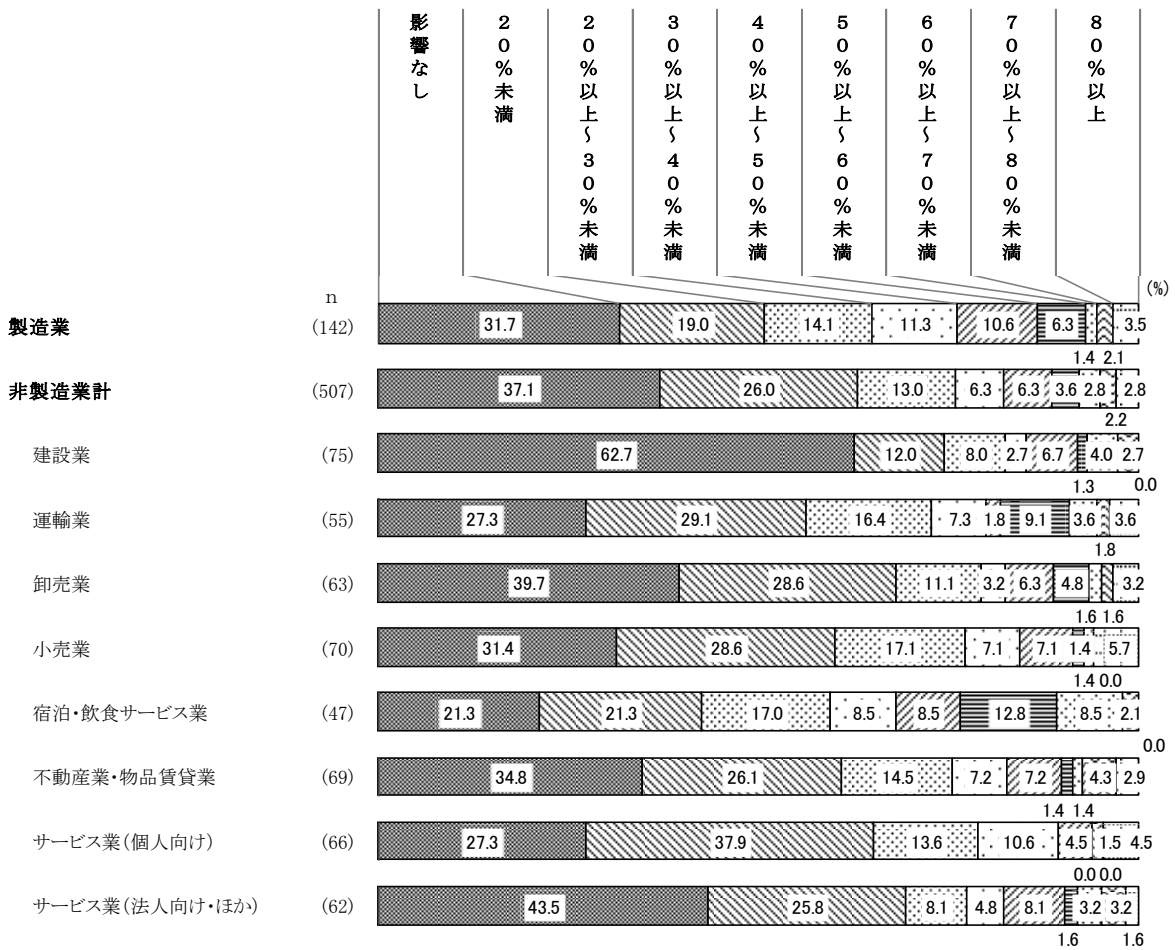 影響なし
20%未満
20%以上~30%未満
30%以上~40%未満
40%以上~50%未満
50%以上~60%未満
60%以上~70%未満
70%以上~80%未満
80%以上
n
(%)
製造業 (142) 31.7 19.0 14.1 11.3 10.6 6.3 3.5
1.4 2.1
非製造業計 (507) 37.1 26.0 13.0 6.3 6.3 3.6 2.8 2.8
2.2
建設業 (75) 62.7 12.0 8.0 2.7 6.7 4.0 2.7
1.3 0.0
運輸業 (55) 27.3 29.1 16.4 7.3 1.8 9.1 3.6 3.6
1.8
卸売業 (63) 39.7 28.6 11.1 3.2 6.3 4.8 3.2
1.6 1.6
小売業 (70) 31.4 28.6 17.1 7.1 7.1 1.4 5.7
1.4 0.0
宿泊・飲食サービス業 (47) 21.3 21.3 17.0 8.5 8.5 12.8 8.5 2.1
0.0
不動産業・物品賃貸業 (69) 34.8 26.1 14.5 7.2 7.2 4.3 2.9
1.4 1.4
サービス業(個人向け) (66) 27.3 37.9 13.6 10.6 4.5 1.5 4.5
0.0 0.0
サービス業(法人向け・ほか) (62) 43.5 25.8 8.1 4.8 8.1 3.2 3.2
1.6 1.6